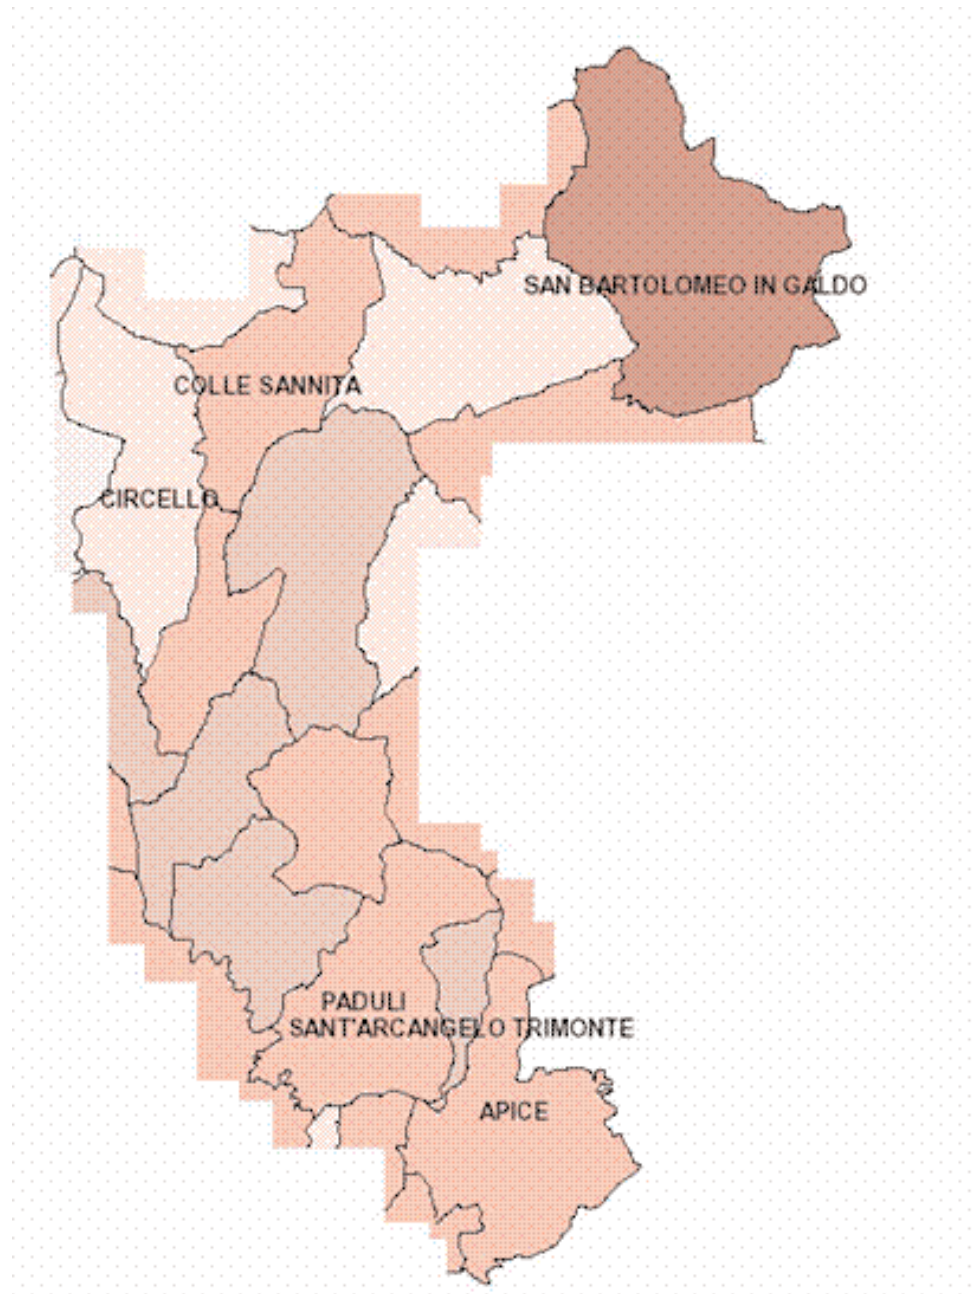 SAN BARTOLOMEO IN GALDO
COLLE SANNITA
CIRCELLO
PADULI
SANT'ARCANGELO TRIMONTE
APICE